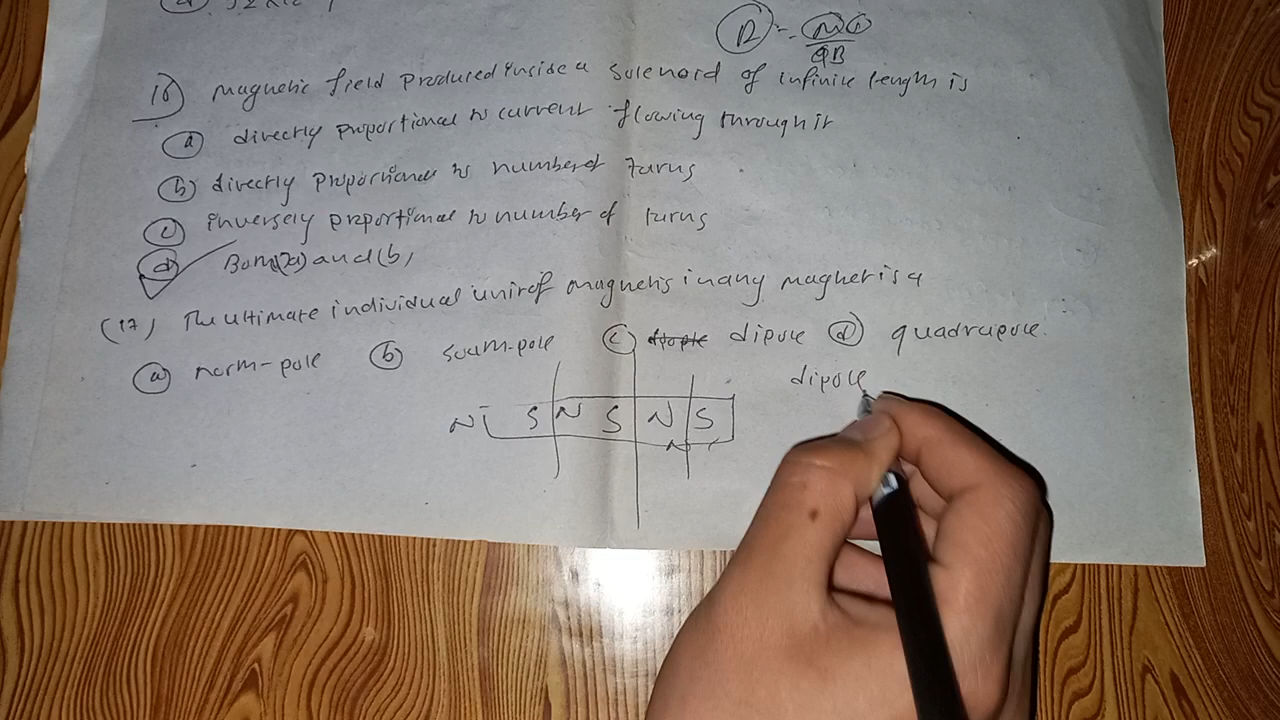 R = mv
qB
16) magnetic field produced inside a solenoid of infinite length is
a directly proportional to current flowing through it
b directly proportional to number of turns
c inversely proportional to number of turns
d Both (a) and (b)
(17) The ultimate individual unit of magnetis in any magnet is a
a north-pole b south-pole c dipole d quadrupole.
dipole
N S N S N S
N